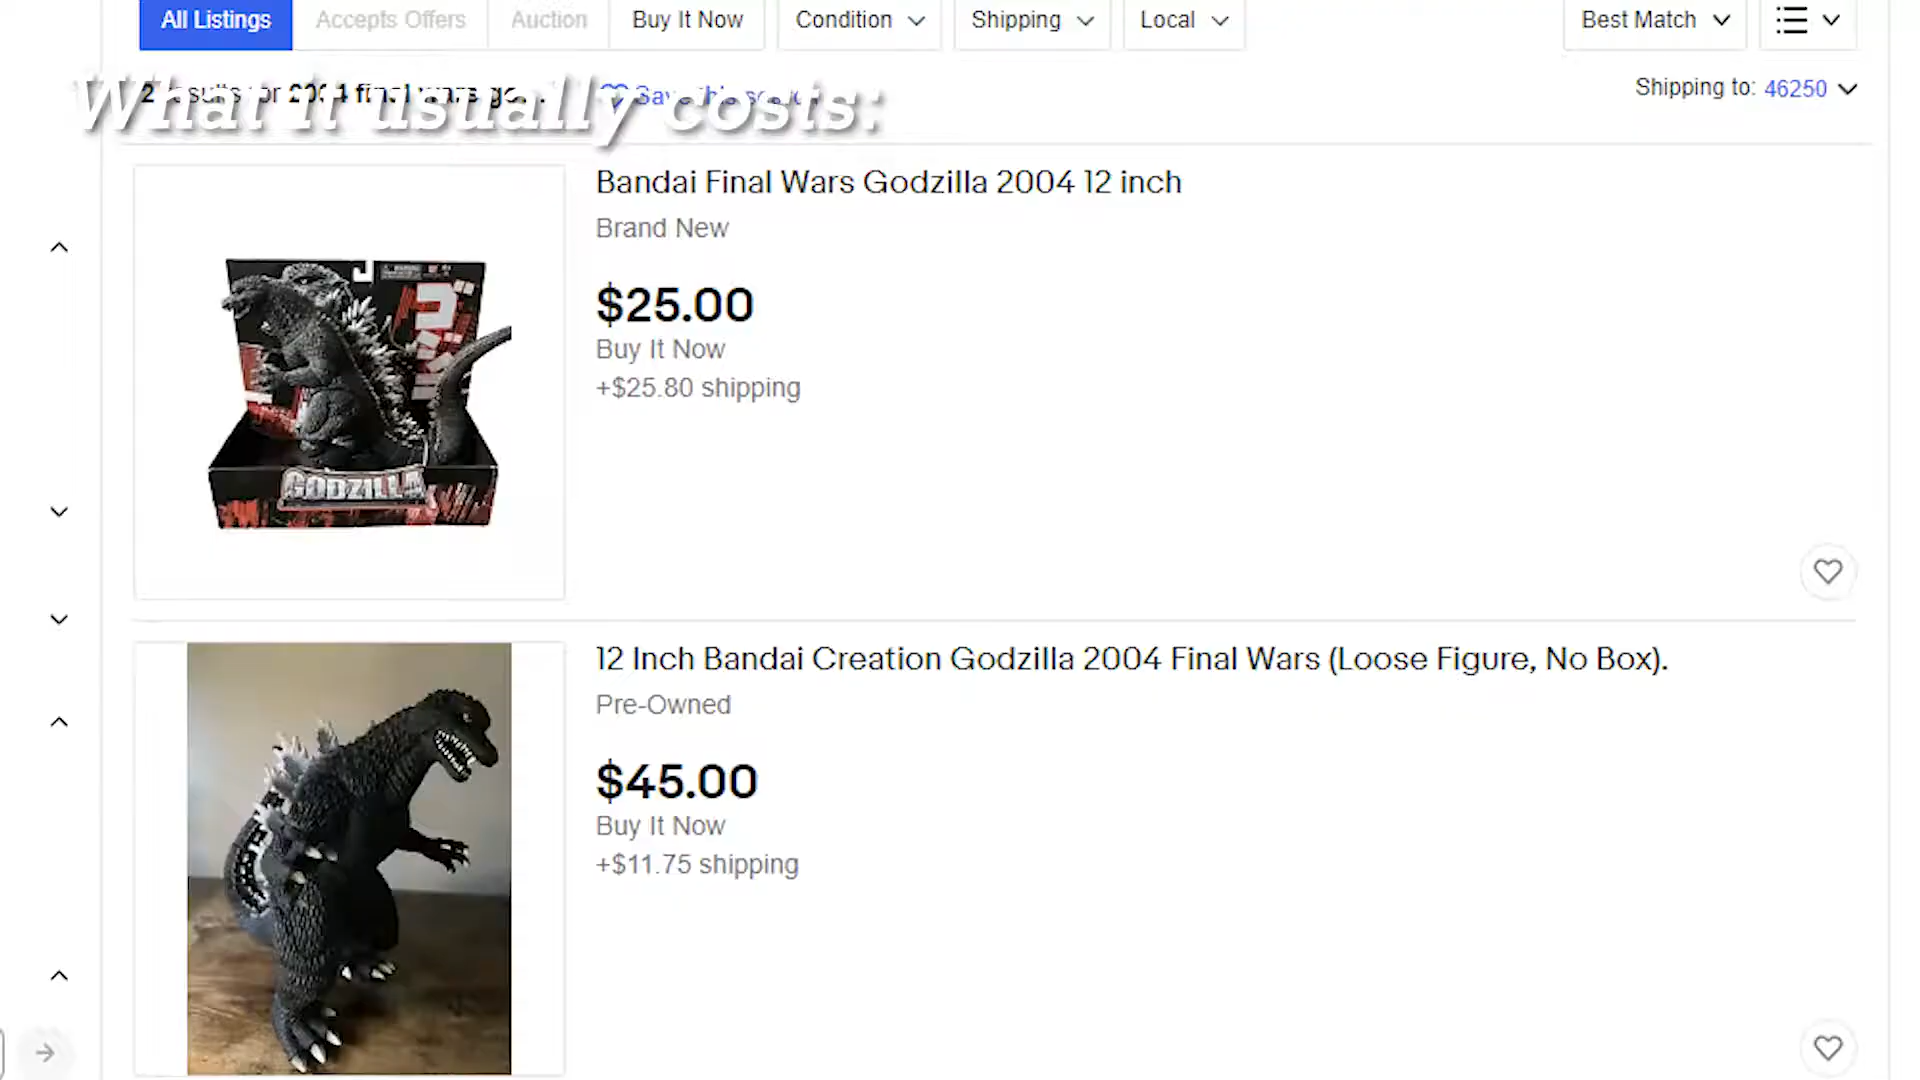 All Listings Accepts Offers Auction Buy It Now Condition Shipping Local Best Match
What it usually costs:
Shipping to: 46250
Bandai Final Wars Godzilla 2004 12 inch
Brand New
$25.00
Buy It Now
+$25.80 shipping
ゴジ
GODZILLA
12 Inch Bandai Creation Godzilla 2004 Final Wars (Loose Figure, No Box).
Pre-Owned
$45.00
Buy It Now
+$11.75 shipping